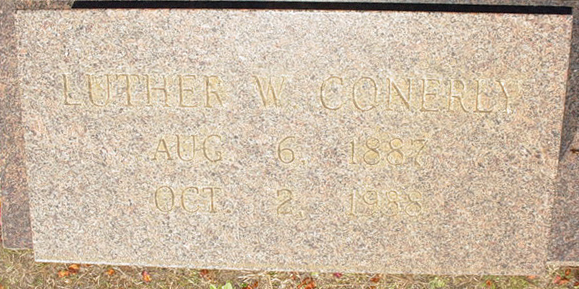 LUTHER W. CONERLY
AUG 6, 1887
OCT 2, 1988